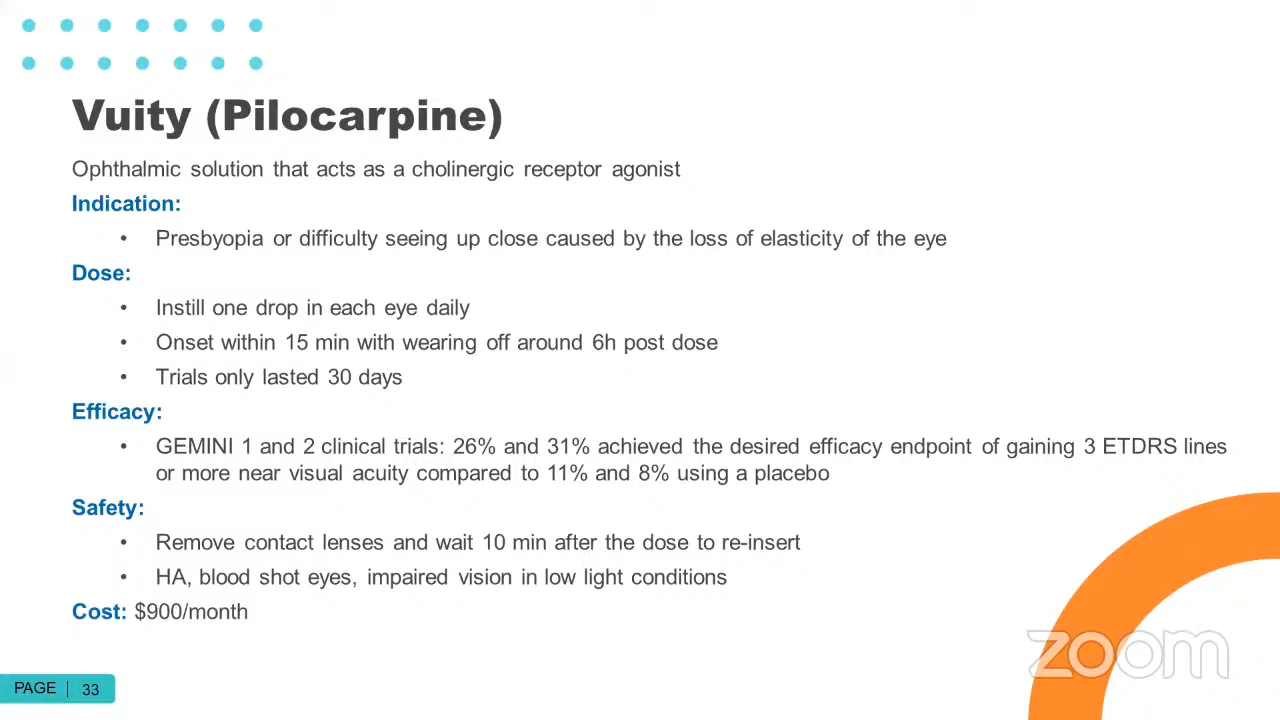 Vuity (Pilocarpine)
Ophthalmic solution that acts as a cholinergic receptor agonist
Indication:
• Presbyopia or difficulty seeing up close caused by the loss of elasticity of the eye
Dose:
• Instill one drop in each eye daily
• Onset within 15 min with wearing off around 6h post dose
• Trials only lasted 30 days
Efficacy:
• GEMINI 1 and 2 clinical trials: 26% and 31% achieved the desired efficacy endpoint of gaining 3 ETDRS lines
or more near visual acuity compared to 11% and 8% using a placebo
Safety:
• Remove contact lenses and wait 10 min after the dose to re-insert
• HA, blood shot eyes, impaired vision in low light conditions
Cost: $900/month
zoom
PAGE | 33